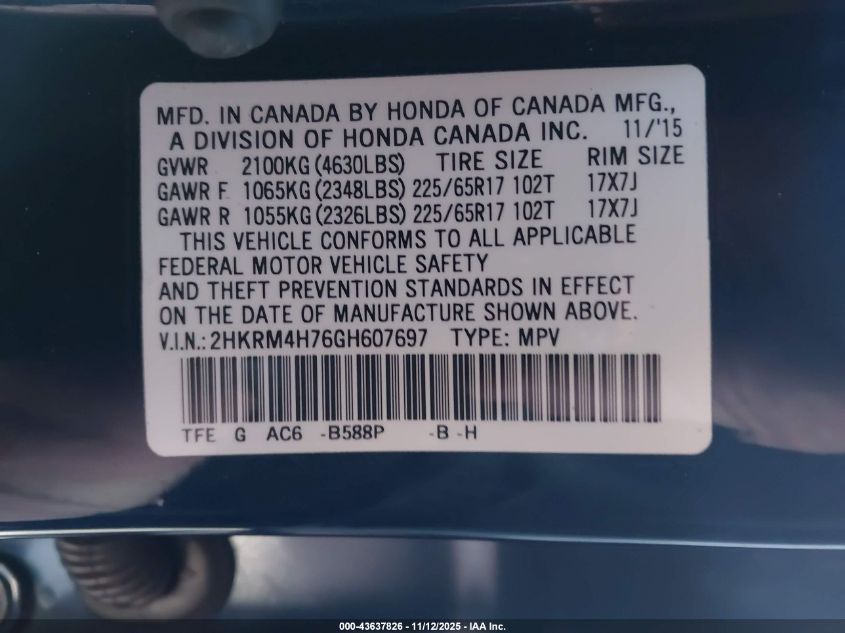 MFD. IN CANADA BY HONDA OF CANADA MFG.,
A DIVISION OF HONDA CANADA INC. 11/'15
GVWR 2100KG (4630LBS) TIRE SIZE RIM SIZE
GAWR F 1065KG (2348LBS) 225/65R17 102T 17X7J
GAWR R 1055KG (2326LBS) 225/65R17 102T 17X7J
THIS VEHICLE CONFORMS TO ALL APPLICABLE
FEDERAL MOTOR VEHICLE SAFETY
AND THEFT PREVENTION STANDARDS IN EFFECT
ON THE DATE OF MANUFACTURE SHOWN ABOVE.
V.I.N.: 2HKRM4H76GH607697 TYPE: MPV
TFE G AC6 -B588P -B -H
000-43637826 - 11/12/2025 - IAA Inc.